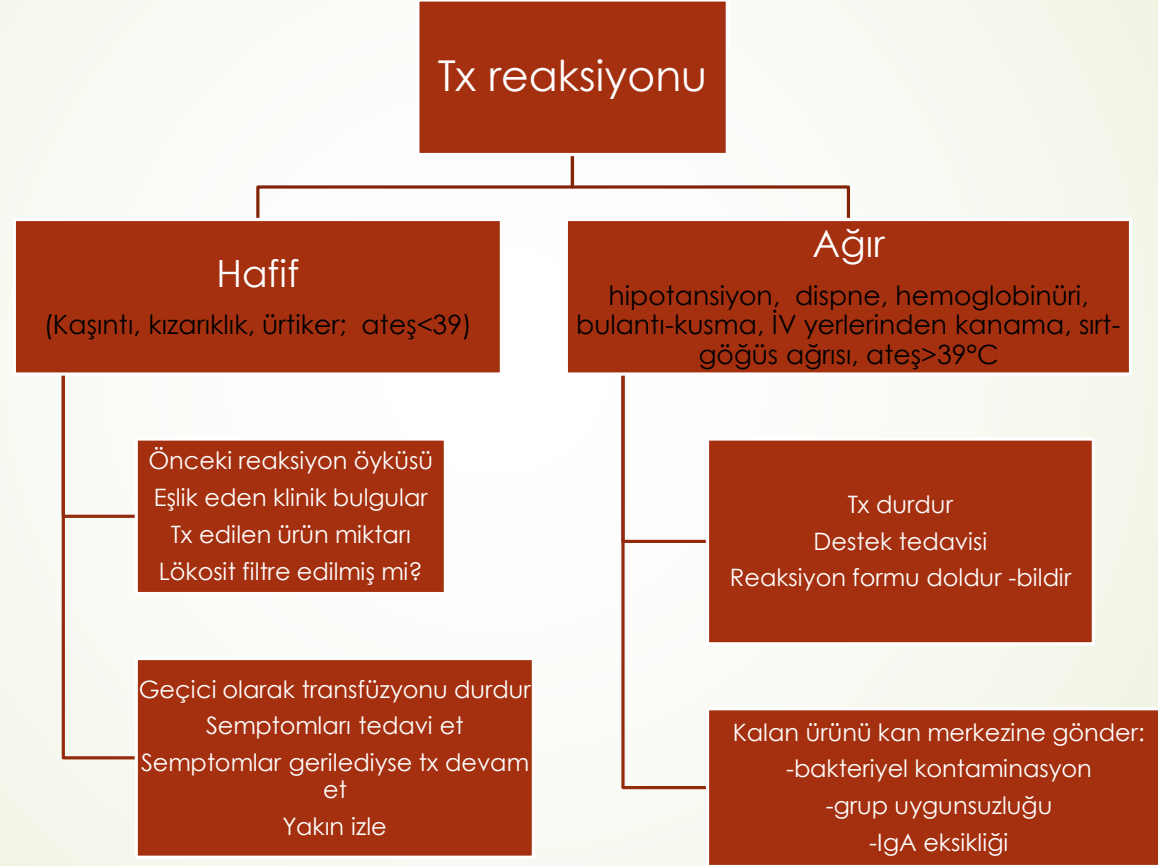 Tx reaksiyonu
Hafif
(Kaşıntı, kızarıklık, ürtiker;  ateş<39)
Ağır
hipotansiyon,  dispne, hemoglobinüri,
bulantı-kusma, İV yerlerinden kanama, sırt-
göğüs ağrısı, ateş>39°C
Önceki reaksiyon öyküsü
Eşlik eden klinik bulgular
Tx edilen ürün miktarı
Lökosit filtre edilmiş mi?
Geçici olarak transfüzyonu durdur
Semptomları tedavi et
Semptomlar gerilediyse tx devam
et
Yakın izle
Tx durdur
Destek tedavisi
Reaksiyon formu doldur -bildir
Kalan ürünü kan merkezine gönder:
-bakteriyel kontaminasyon
-grup uygunsuzluğu
-IgA eksikliği